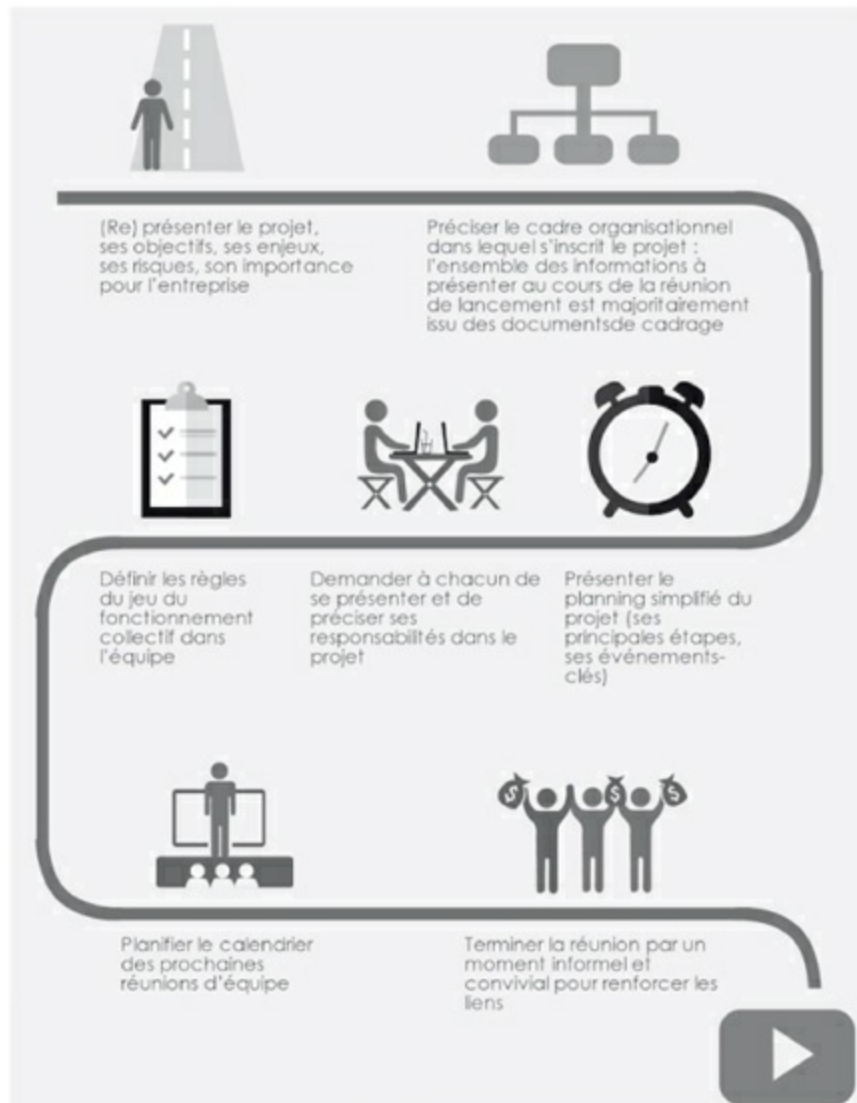 (Re) présenter le projet,
ses objectifs, ses enjeux,
ses risques, son importance
pour l'entreprise
Préciser le cadre organisationnel
dans lequel s'inscrit le projet :
l'ensemble des informations à
présenter au cours de la réunion
de lancement est majoritairement
issu des documentsde cadrage
Définir les règles
du jeu du
fonctionnement
collectif dans
l'équipe
Demander à chacun de
se présenter et de
préciser ses
responsabilités dans le
projet
Présenter le
planning simplifié du
projet (ses
principales étapes,
ses événements-
clés)
$ $ $
Planifier le calendrier
des prochaines
réunions d'équipe
Terminer la réunion par un
moment informel et
convivial pour renforcer les
liens